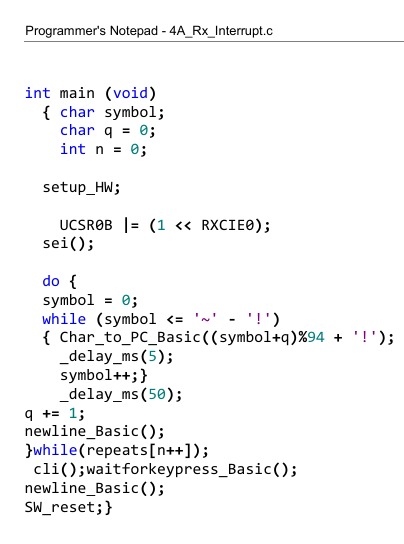 Programmer's Notepad - 4A_Rx_Interrupt.c
int main (void)
{ char symbol;
char q = 0;
int n = 0;
setup_HW;
UCSR0B |= (1 << RXCIE0);
sei();
do {
symbol = 0;
while (symbol <= '~' - '!')
{ Char_to_PC_Basic((symbol+q)%94 + '!');
_delay_ms(5);
symbol++;}
_delay_ms(50);
q += 1;
newline_Basic();
}while(repeats[n++]);
cli();waitforkeypress_Basic();
newline_Basic();
SW_reset;}